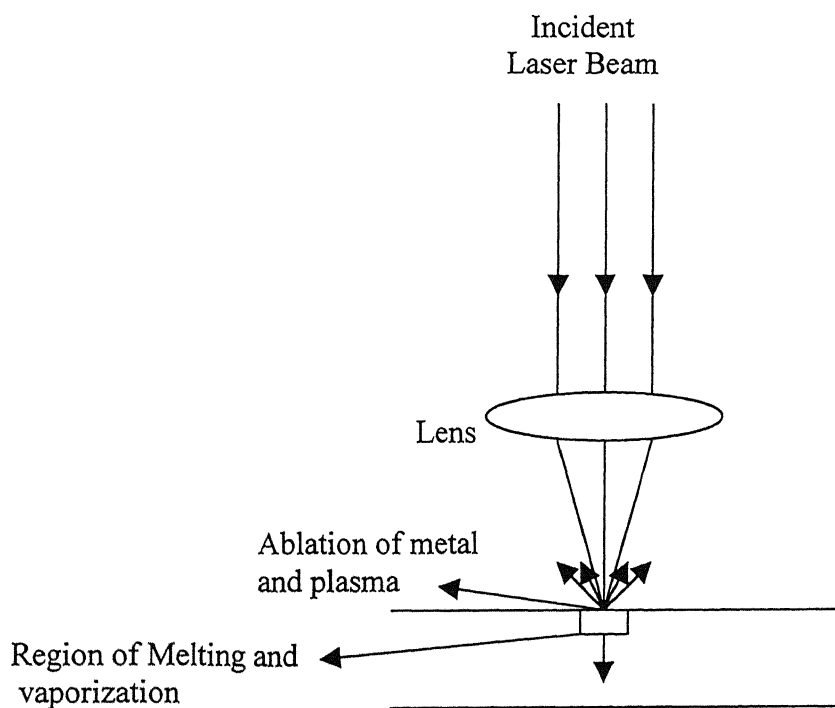 Incident
Laser Beam
Lens
Ablation of metal
and plasma
Region of Melting and
vaporization